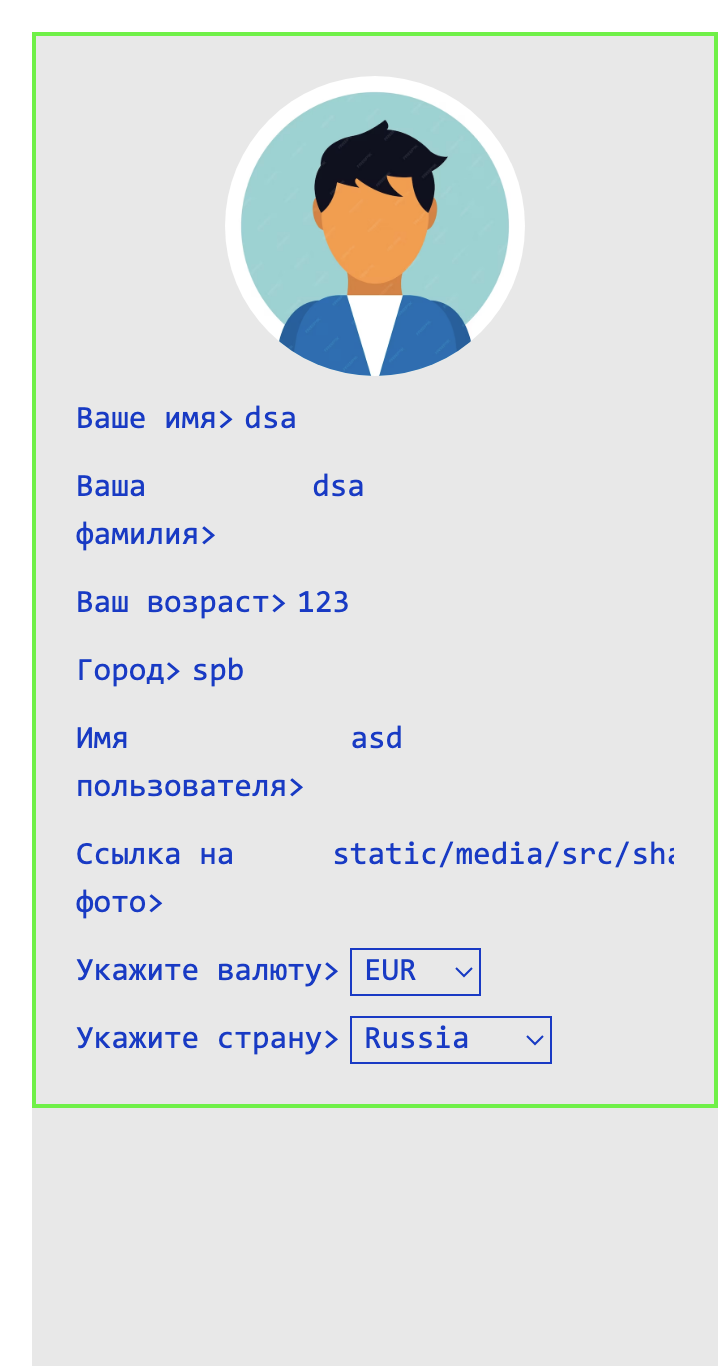 Ваше имя> dsa
Ваша dsa
фамилия>
Ваш возраст> 123
Город> spb
Имя asd
пользователя>
Ссылка на static/media/src/sha
фото>
Укажите валюту> EUR
Укажите страну> Russia